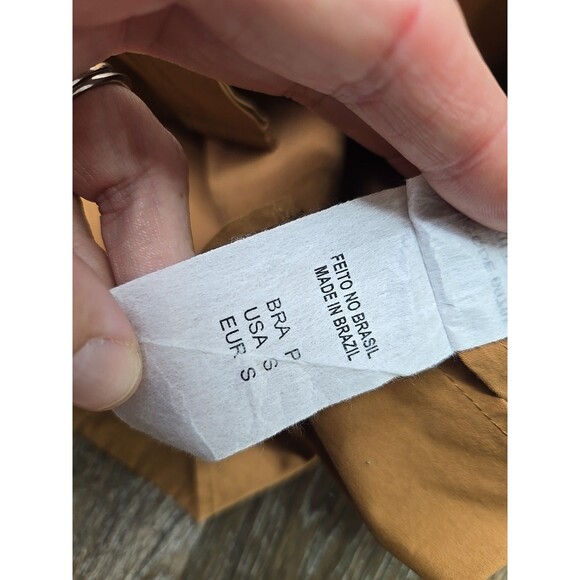 FEITO NO BRASIL
MADE IN BRAZIL
BRA P
USA S
EUR S